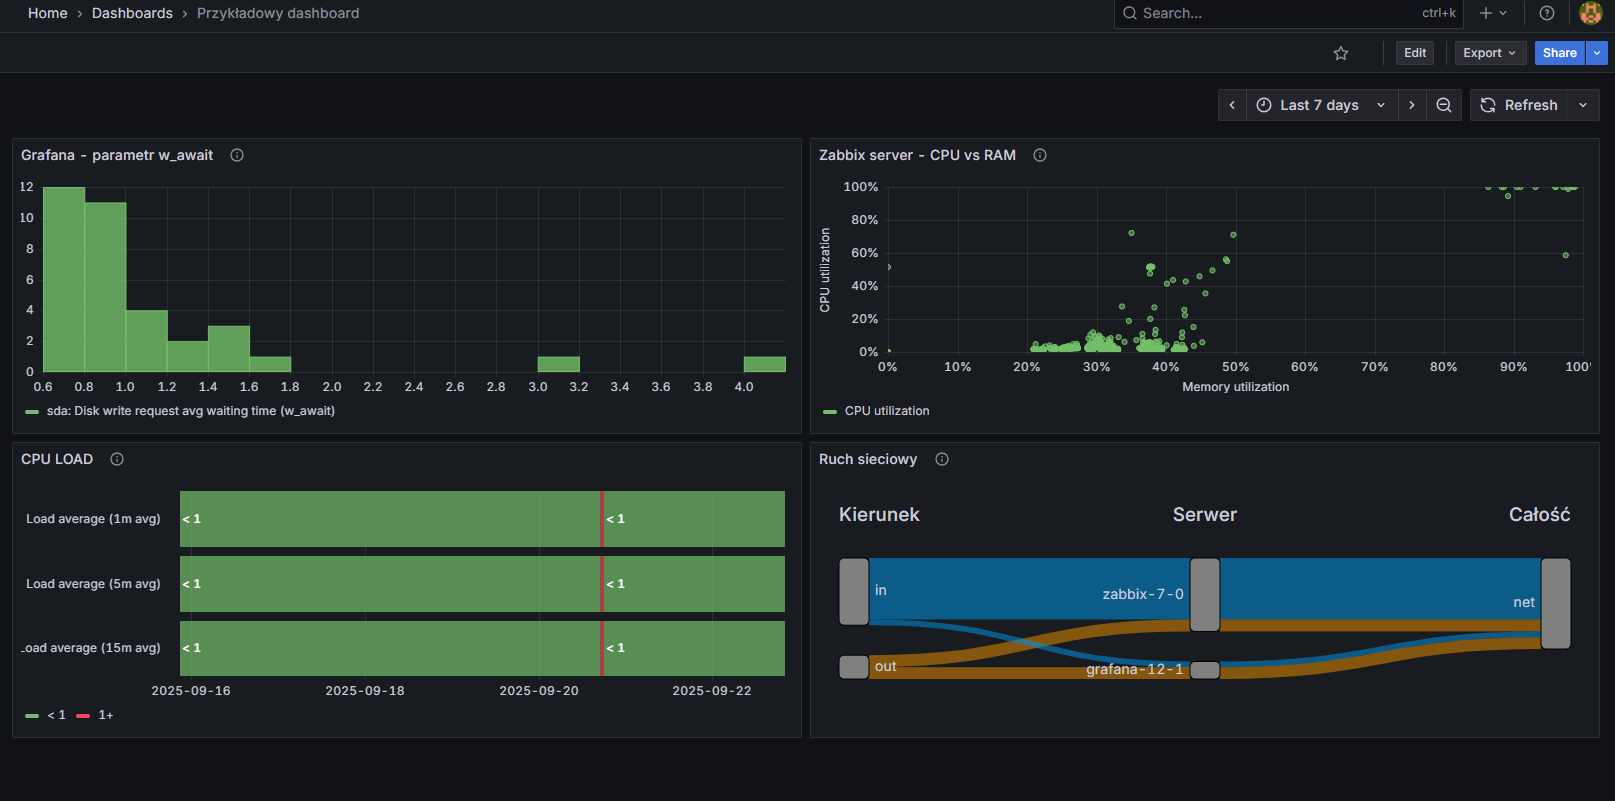 Home › Dashboards › Przykładowy dashboard
Search... ctrl+k
Edit Export Share
Last 7 days Refresh
Grafana - parametr w_await
12
10
8
6
4
2
0
0.6 0.8 1.0 1.2 1.4 1.6 1.8 2.0 2.2 2.4 2.6 2.8 3.0 3.2 3.4 3.6 3.8 4.0
sda: Disk write request avg waiting time (w_await)
Zabbix server - CPU vs RAM
CPU utilization
100%
80%
60%
40%
20%
0%
0% 10% 20% 30% 40% 50% 60% 70% 80% 90% 100%
Memory utilization
CPU utilization
CPU LOAD
Load average (1m avg) < 1 < 1
Load average (5m avg) < 1 < 1
Load average (15m avg) < 1 < 1
2025-09-16 2025-09-18 2025-09-20 2025-09-22
< 1 1+
Ruch sieciowy
Kierunek Serwer Całość
in zabbix-7-0 net
out grafana-12-1